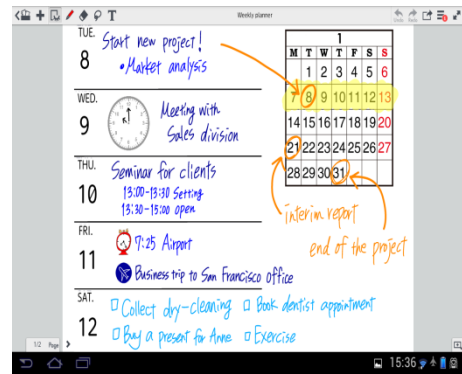 T
Weekly planner
Undo
Redo
TUE.
8
Start new project!
•Market analysis
WED.
9
Meeting with
Sales division
THU.
10
Seminar for clients
13:00-13:30 Setting
13:30-15:00 open
FRI.
11
7:25 Airport
Business trip to San Francisco office
SAT.
12
□ Collect dry-cleaning □ Book dentist appointment
□ Buy a present for Anne □ Exercise
1
M T W T F S S
1 2 3 4 5 6
7 8 9 10 11 12 13
14 15 16 17 18 19 20
21 22 23 24 25 26 27
28 29 30 31
interim report
end of the project
1/2 Page
15:36